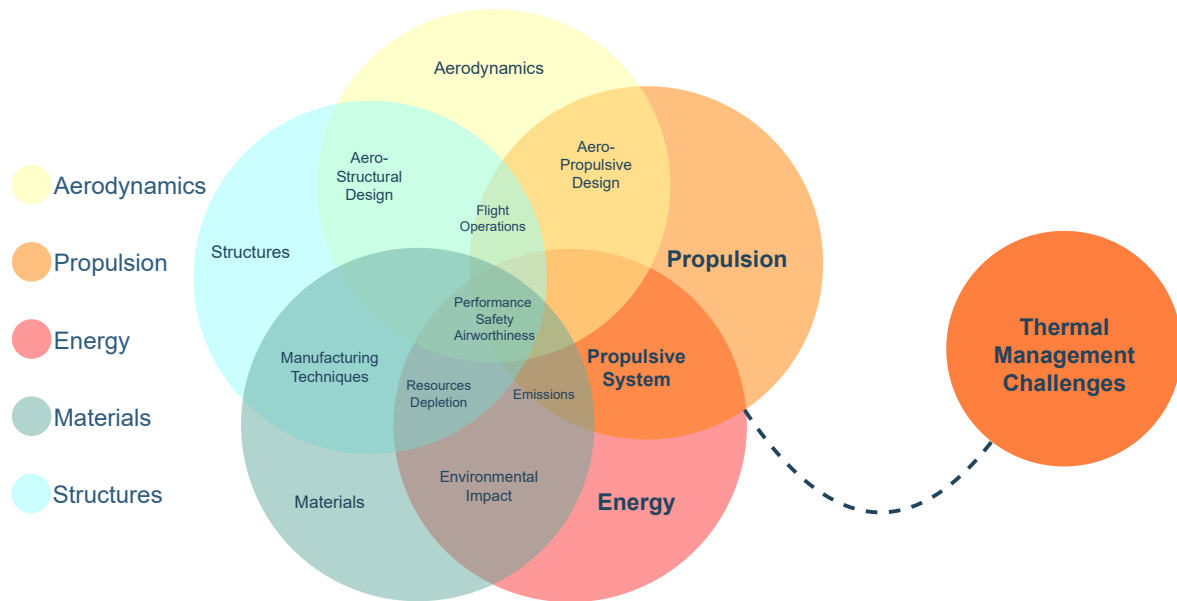 Aerodynamics
Propulsion
Energy
Materials
Structures
Aerodynamics
Aero-
Structural
Design
Aero-
Propulsive
Design
Flight
Operations
Structures
Propulsion
Performance
Safety
Airworthiness
Manufacturing
Techniques
Resources
Depletion
Emissions
Propulsive
System
Materials
Environmental
Impact
Energy
Thermal
Management
Challenges